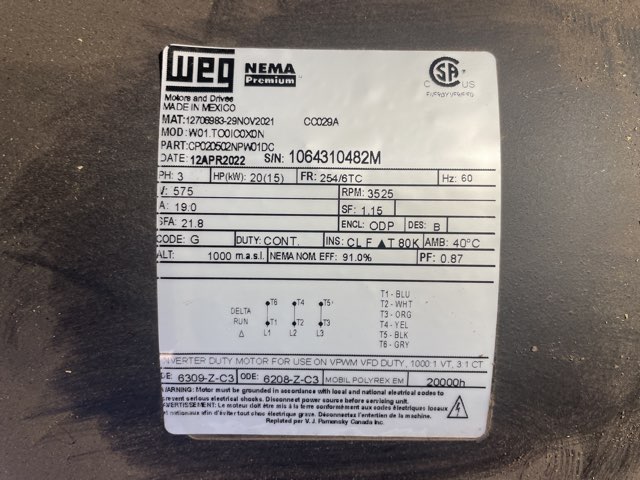 WEG NEMA Premium
Motors and Drives
MADE IN MEXICO
CSA
C US
ENERGY VERIFIED
MAT:12706983-29NOV2021 CC029A
MOD:W01.TO0IC0X0N
PART:CP020502NPW01DC
DATE:12APR2022 S/N:1064310482M
PH: 3 HP(kW): 20(15) FR: 254/6TC Hz: 60
V: 575 RPM: 3525
A: 19.0 SF: 1.15
SFA: 21.8 ENCL: ODP DES: B
CODE: G DUTY: CONT. INS: CL F ▲T 80K AMB: 40°C
ALT: 1000 m.a.s.l. NEMA NOM. EFF: 91.0% PF: 0.87
T1 - BLU
T6 T4 T5 T2 - WHT
DELTA T3 - ORG
RUN T1 T2 T3 T4 - YEL
Δ L1 L2 L3 T5 - BLK
T6 - GRY
INVERTER DUTY MOTOR FOR USE ON VPWM VFD DUTY, 1000:1 VT, 3:1 CT
DE: 6309-Z-C3 ODE: 6208-Z-C3 MOBIL POLYREX EM 20000h
WARNING: Motor must be grounded in accordance with local and national electrical codes to
prevent serious electrical shocks. Disconnect power source before servicing unit.
AVERTISSEMENT: Le moteur doit être mis à la terre conformément aux codes électriques locaux
et nationaux afin d'éviter tout choc électrique grave. Déconnectez l'alimentation de la machine.
Replated par V. J. Pamensky Canada Inc.